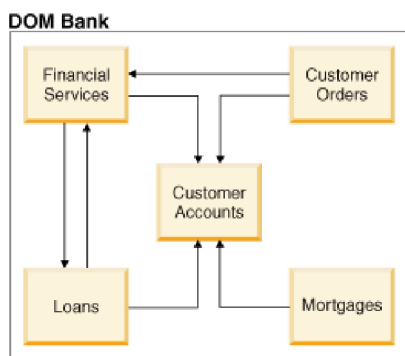 DOM Bank
Financial
Services
Customer
Orders
Customer
Accounts
Loans
Mortgages